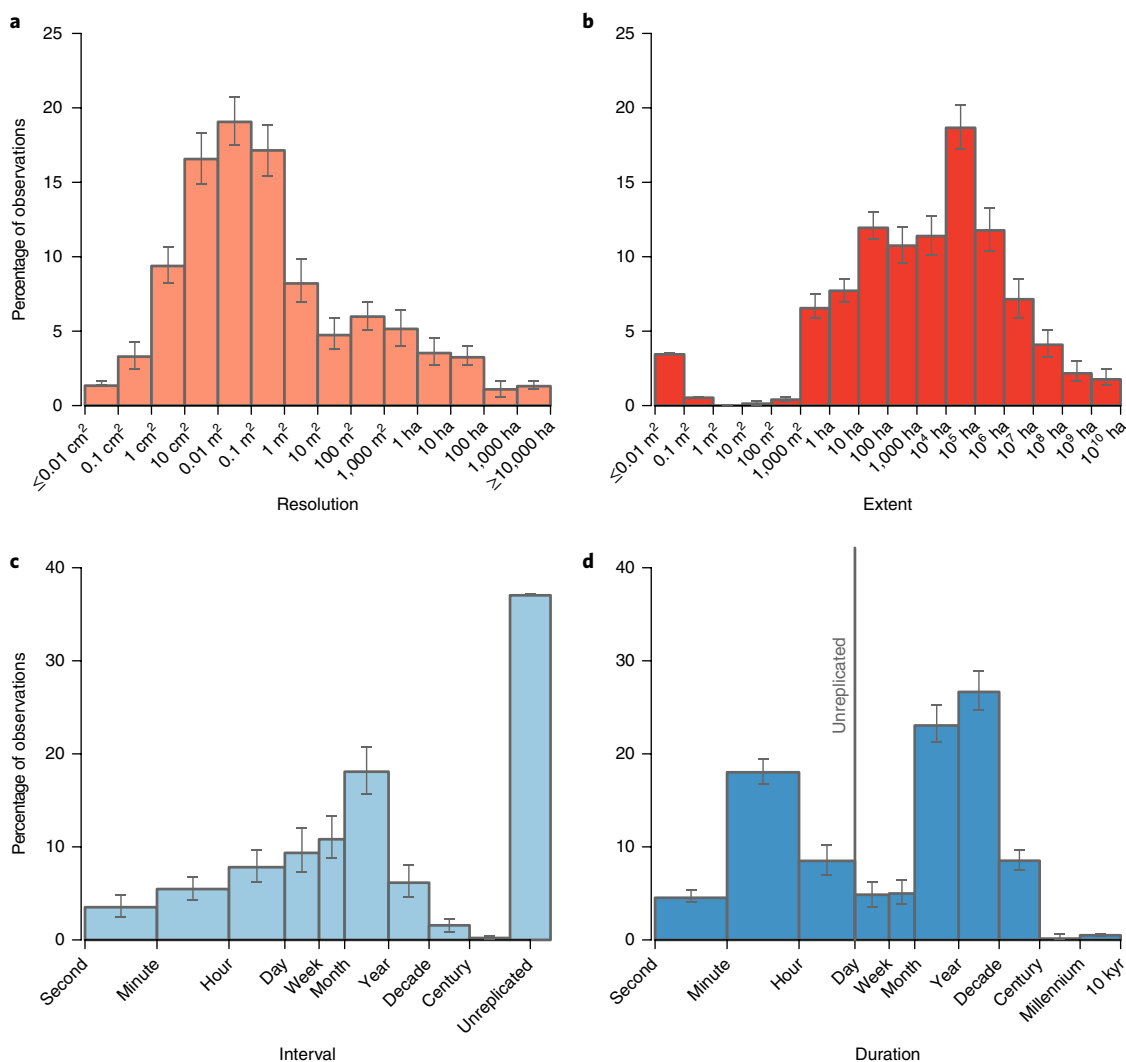 a
25
20
15
10
5
0
Percentage of observations
≤0.01 cm²
0.1 cm²
1 cm²
10 cm²
0.01 m²
0.1 m²
1 m²
10 m²
100 m²
1,000 m²
1 ha
10 ha
100 ha
1,000 ha
≥10,000 ha
Resolution
b
25
20
15
10
5
0
≤0.01 m²
0.1 m²
1 m²
10 m²
100 m²
1,000 m²
1 ha
10 ha
100 ha
1,000 ha
10⁴ ha
10⁵ ha
10⁶ ha
10⁷ ha
10⁸ ha
10⁹ ha
10¹⁰ ha
Extent
c
40
30
20
10
0
Percentage of observations
Second
Minute
Hour
Day
Week
Month
Year
Decade
Century
Unreplicated
Interval
d
40
30
20
10
0
Unreplicated
Second
Minute
Hour
Day
Week
Month
Year
Decade
Century
Millennium
10 kyr
Duration